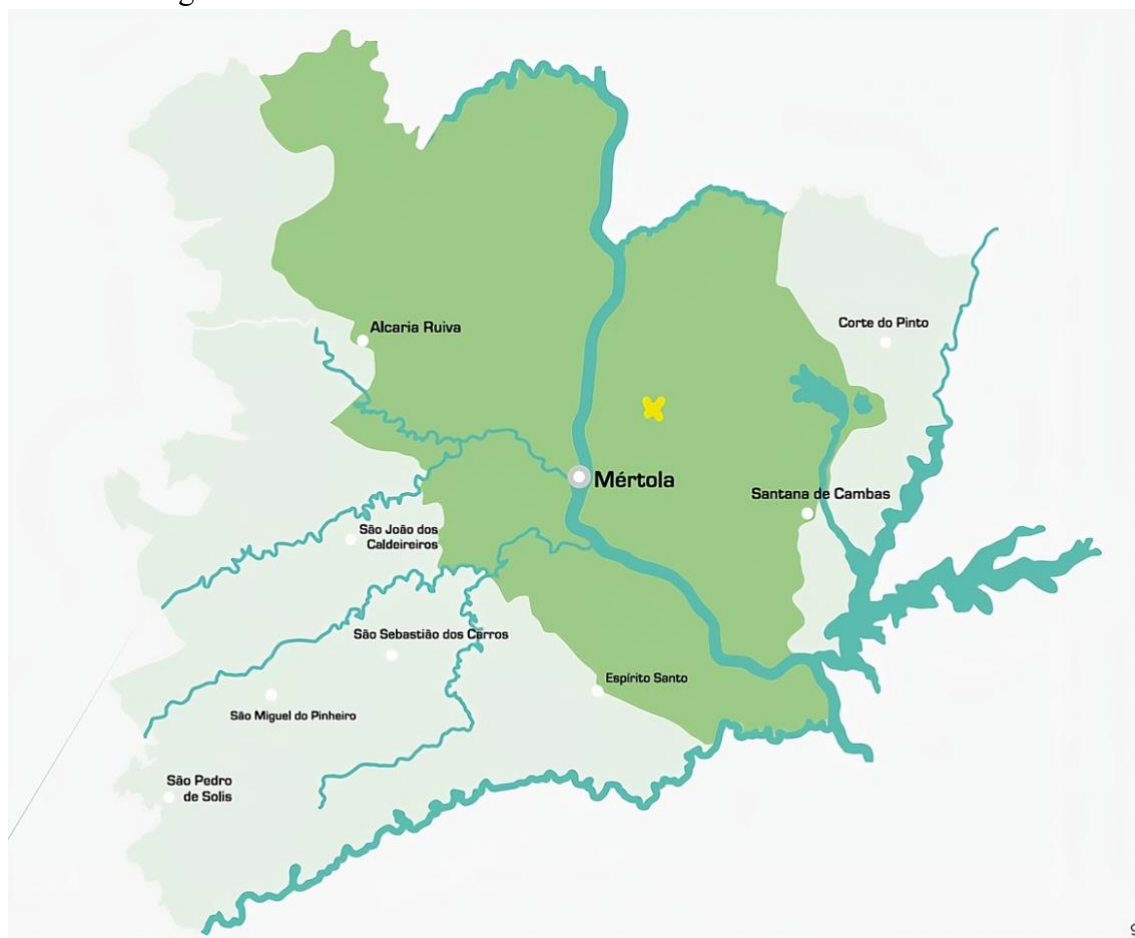 Alcaria Ruiva
Corte do Pinto
Mértola
Santana de Cambas
São João dos
Caldeireiros
São Sebastião dos Carros
Espírito Santo
São Miguel do Pinheiro
São Pedro
de Solis